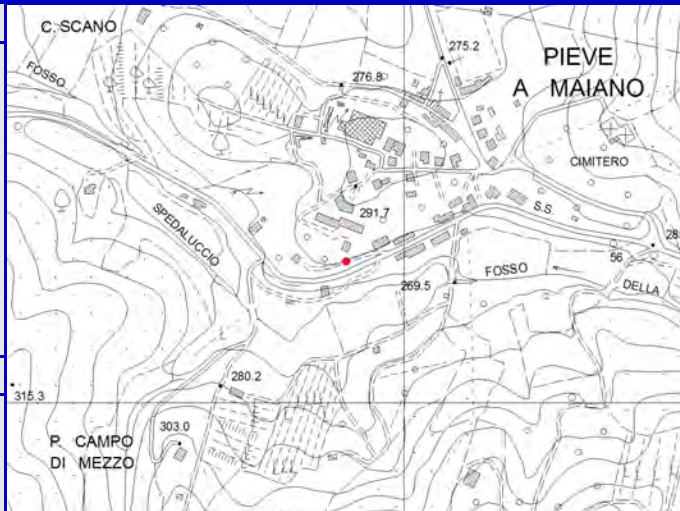 C. SCANO
FOSSO
275.2
PIEVE
A MAIANO
276.8
CIMITERO
291.7
S.S.
SPEDALUCCIO
56
269.5
FOSSO
DELLA
315.3
280.2
303.0
P. CAMPO
DI MEZZO